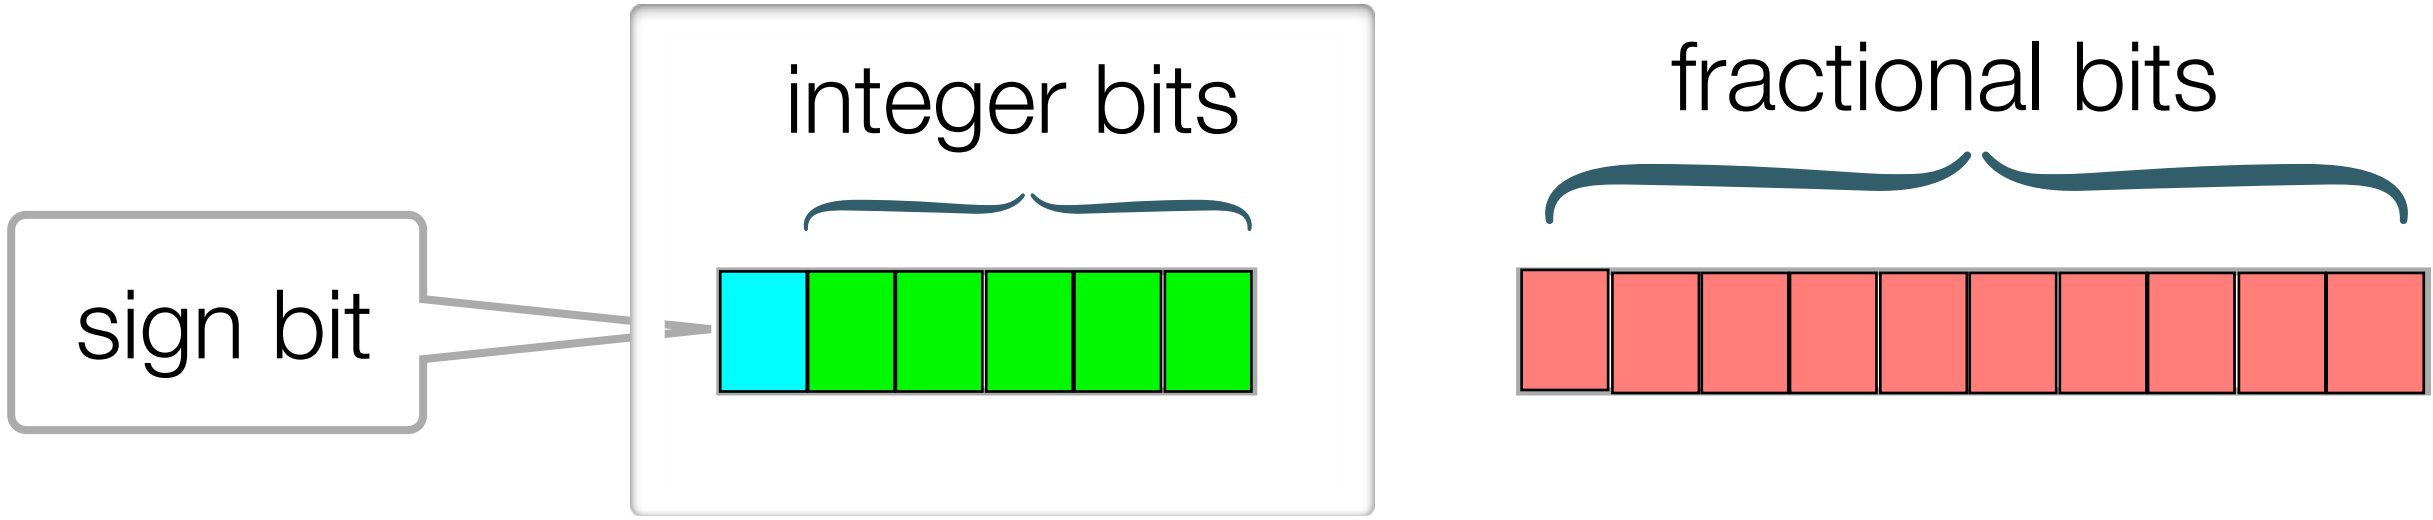 sign bit
integer bits
fractional bits